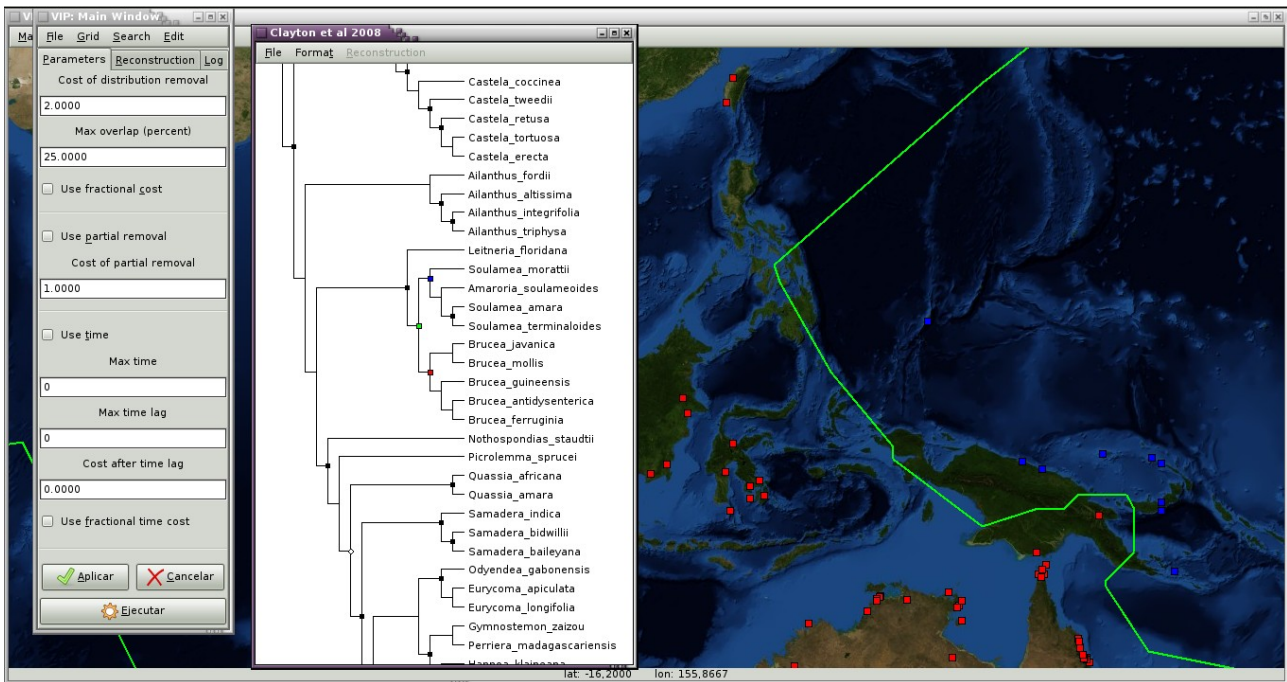 VIP: Main Window
File Grid Search Edit
Parameters Reconstruction Log
Cost of distribution removal
2.0000
Max overlap (percent)
25.0000
Use fractional cost
Use partial removal
Cost of partial removal
1.0000
Use time
Max time
0
Max time lag
0
Cost after time lag
0.0000
Use fractional time cost
Aplicar Cancelar
Ejecutar
Clayton et al 2008
File Format Reconstruction
Castela_coccinea
Castela_tweedii
Castela_retusa
Castela_tortuosa
Castela_erecta
Ailanthus_fordii
Ailanthus_altissima
Ailanthus_integrifolia
Ailanthus_triphysa
Leitneria_floridana
Soulamea_morattii
Amaroria_soulameoides
Soulamea_amara
Soulamea_terminaloides
Brucea_javanica
Brucea_mollis
Brucea_guineensis
Brucea_antidysenterica
Brucea_ferruginia
Nothospondias_staudtii
Picrolemma_sprucei
Quassia_africana
Quassia_amara
Samadera_indica
Samadera_bidwillii
Samadera_baileyana
Odyendea_gabonensis
Eurycoma_apiculata
Eurycoma_longifolia
Gymnostemon_zaizou
Perriera_madagascariensis
lat: -16,2000 lon: 155,8667